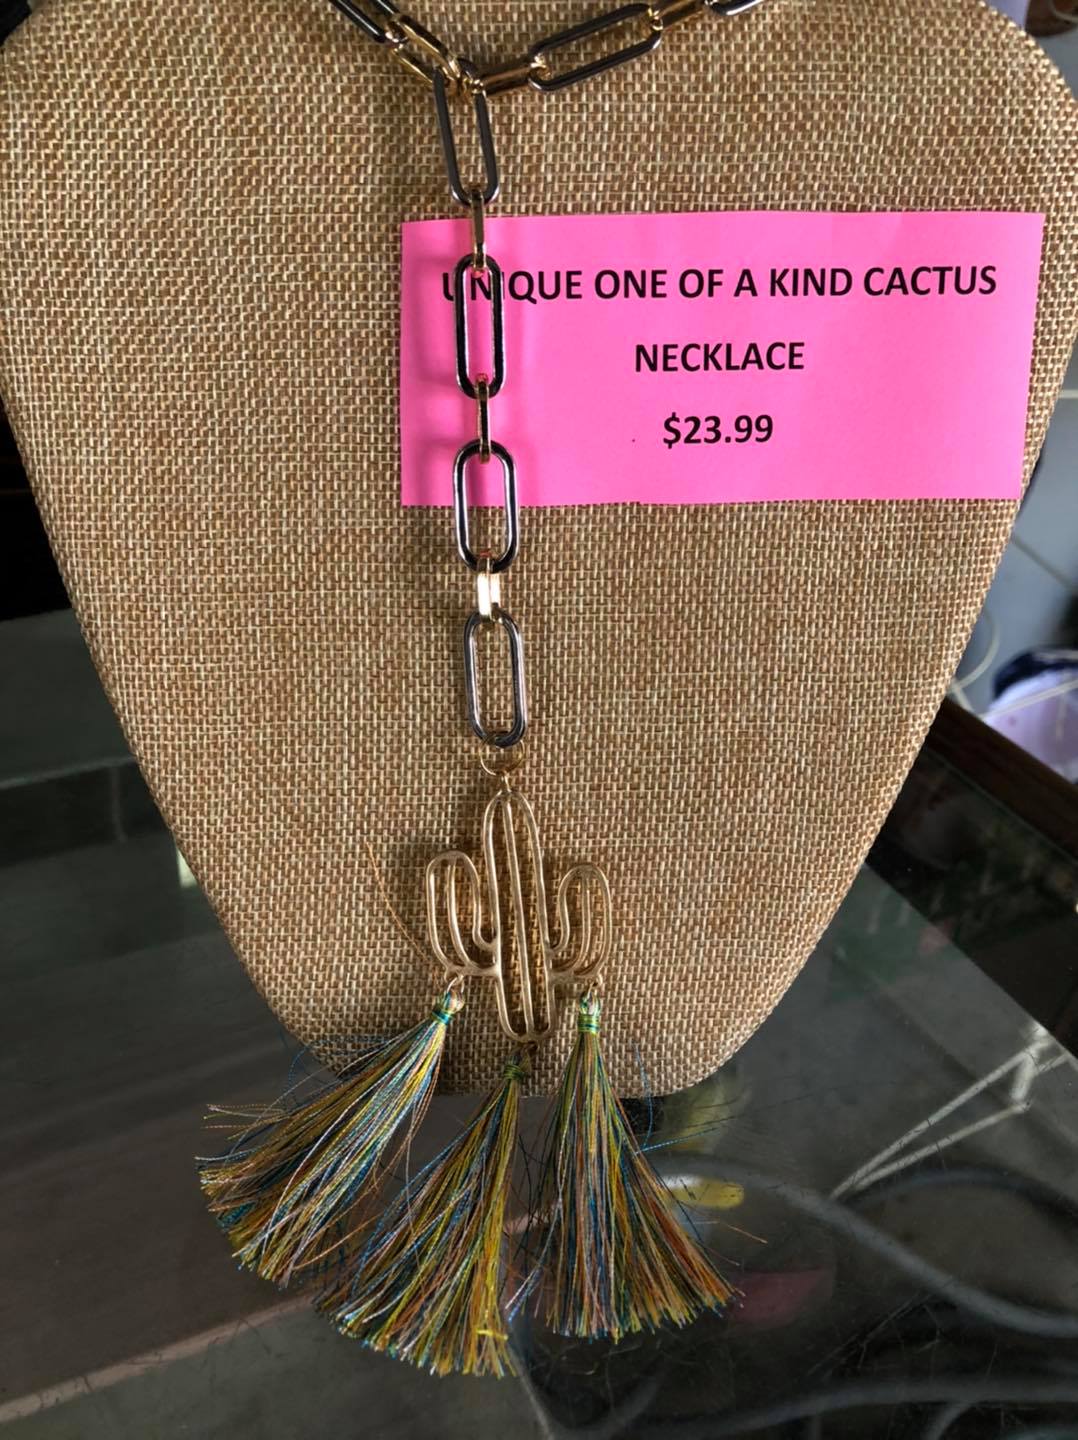 UNIQUE ONE OF A KIND CACTUS
NECKLACE
$23.99